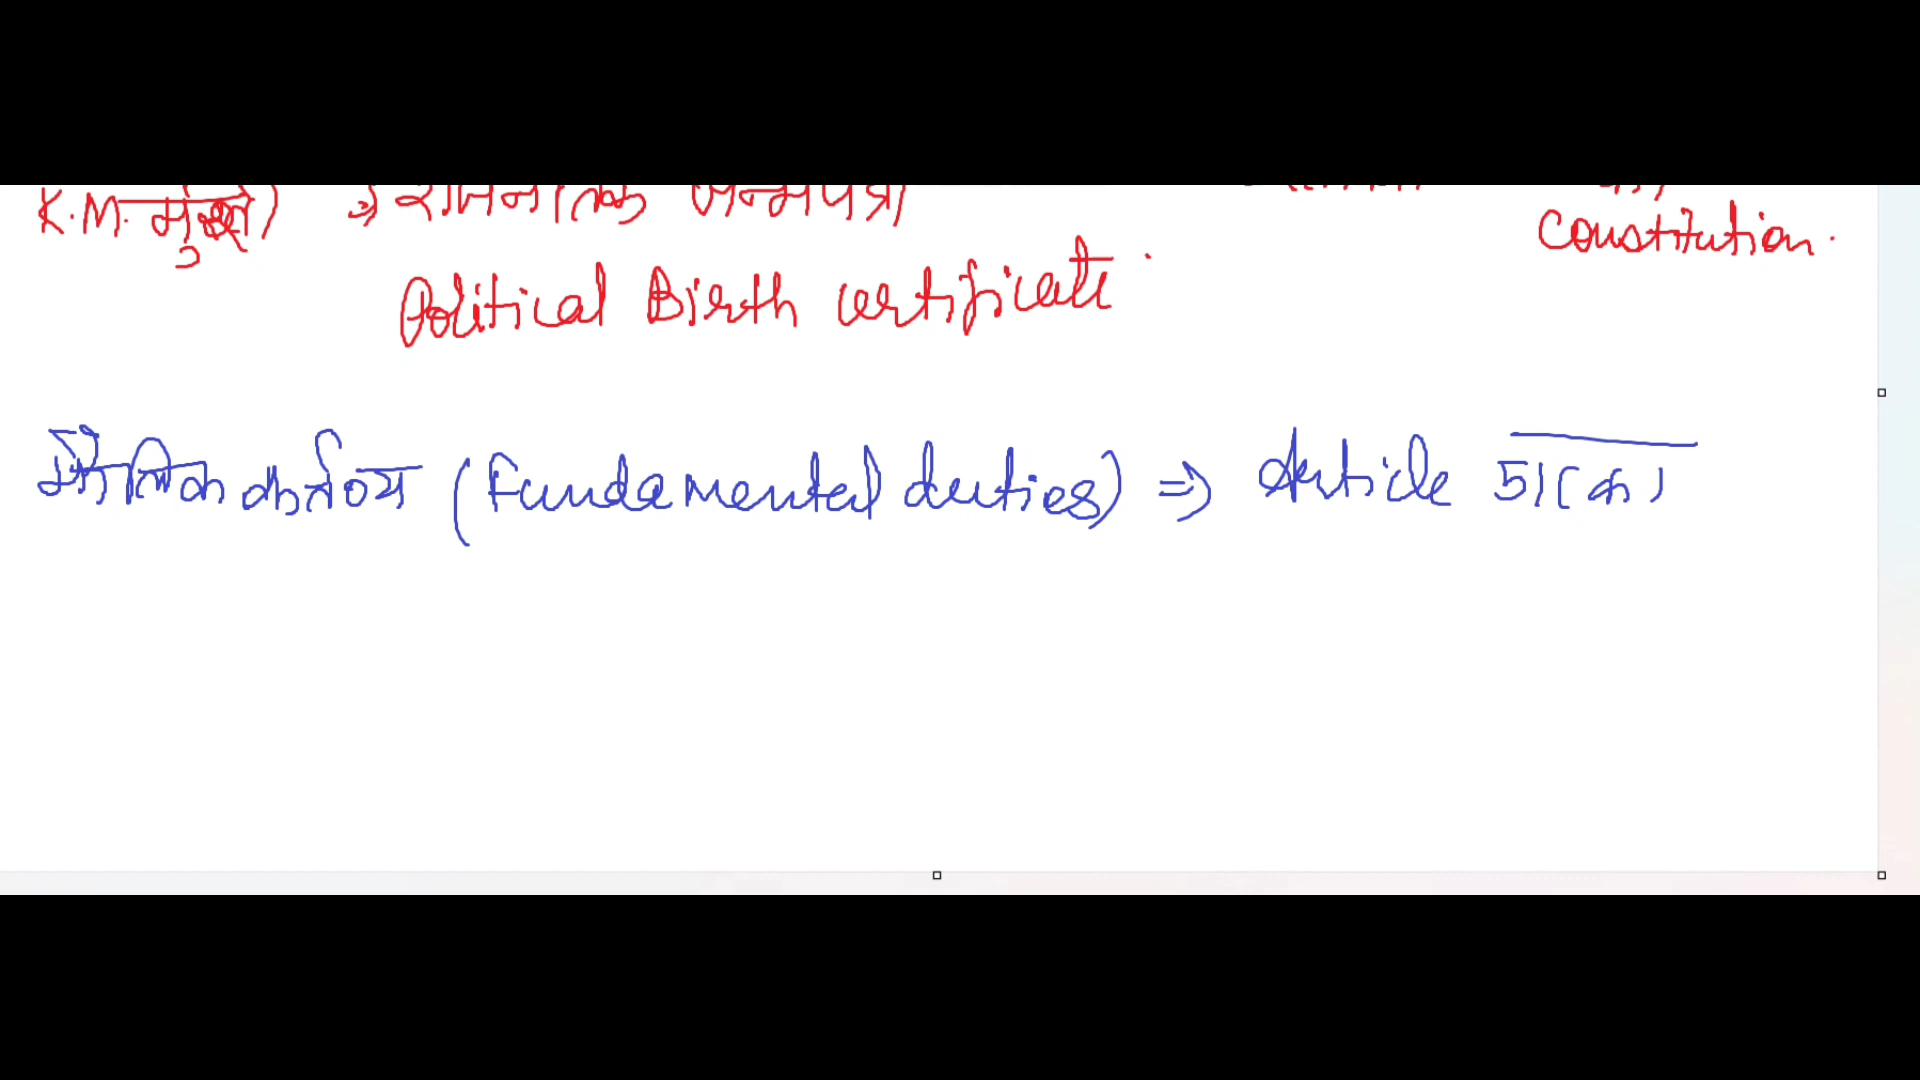 K.M. मुंशी) ⇒ राजनीतिक जन्मपत्री
constitution.
Political Birth certificate.
मौलिक कर्तव्य (Fundamental duties) ⇒ Article 51(क)